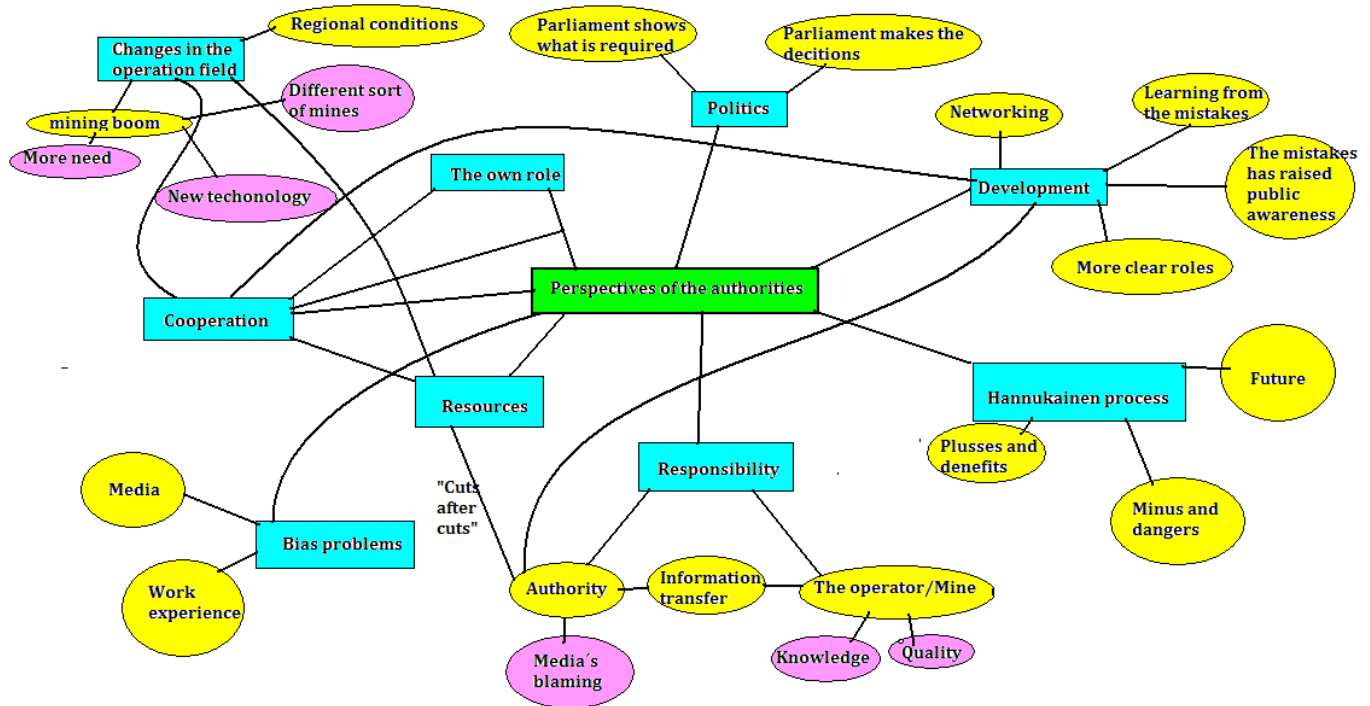 Regional conditions
Changes in the
operation field
Parliament shows
what is required
Parliament makes the
decitions
Different sort
of mines
mining boom
More need
New techonology
Politics
Networking
Learning from
the mistakes
The mistakes
has raised
public
awareness
The own role
Development
More clear roles
Perspectives of the authorities
Cooperation
Resources
Hannukainen process
Future
Plusses and
denefits
Minus and
dangers
Responsibility
Media
"Cuts
after
cuts"
Bias problems
Work
experience
Authority
Information
transfer
The operator/Mine
Media´s
blaming
Knowledge
Quality